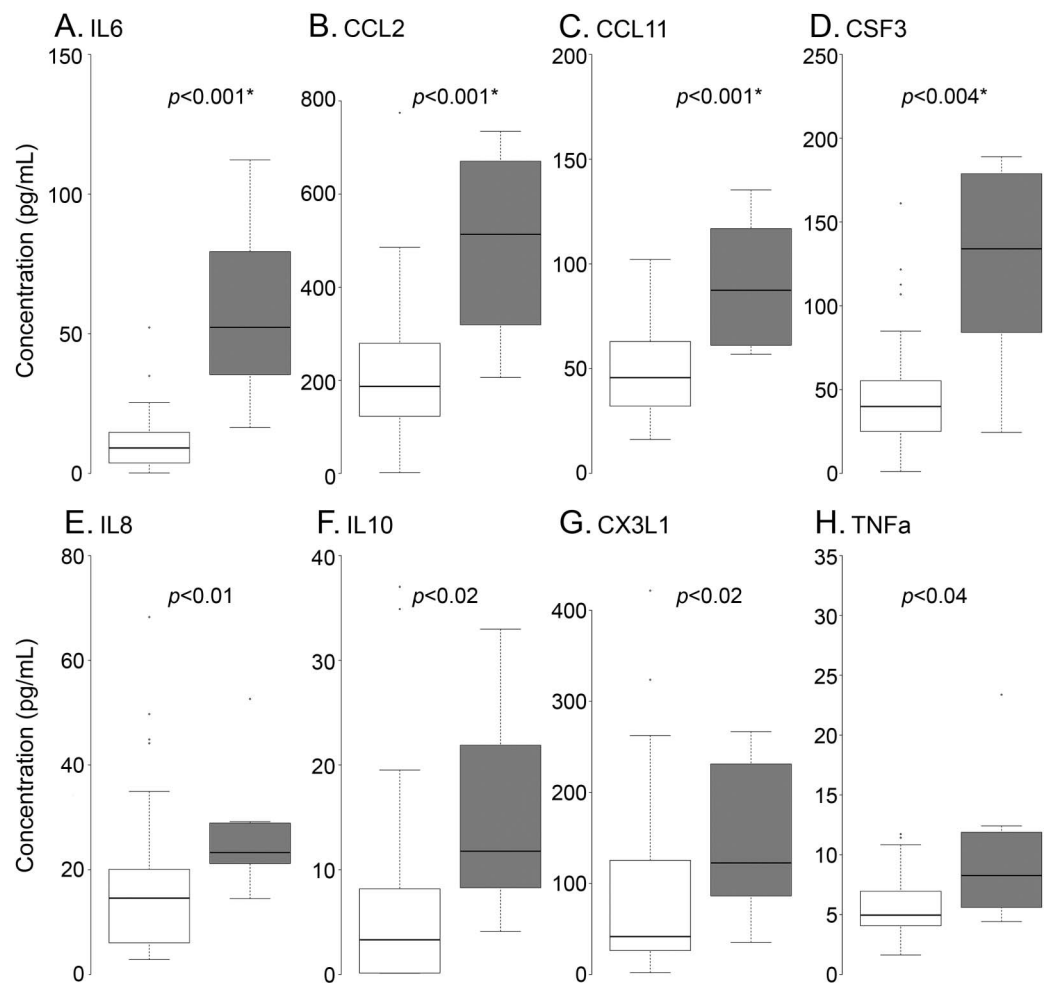 A. IL6
B. CCL2
C. CCL11
D. CSF3
Concentration (pg/mL)
150
100
50
0
p<0.001*
800
600
400
200
0
p<0.001*
200
150
100
50
0
p<0.001*
250
200
150
100
50
0
p<0.004*
E. IL8
F. IL10
G. CX3L1
H. TNFa
Concentration (pg/mL)
80
60
40
20
0
p<0.01
40
30
20
10
0
p<0.02
400
300
200
100
0
p<0.02
35
30
25
20
15
10
5
0
p<0.04